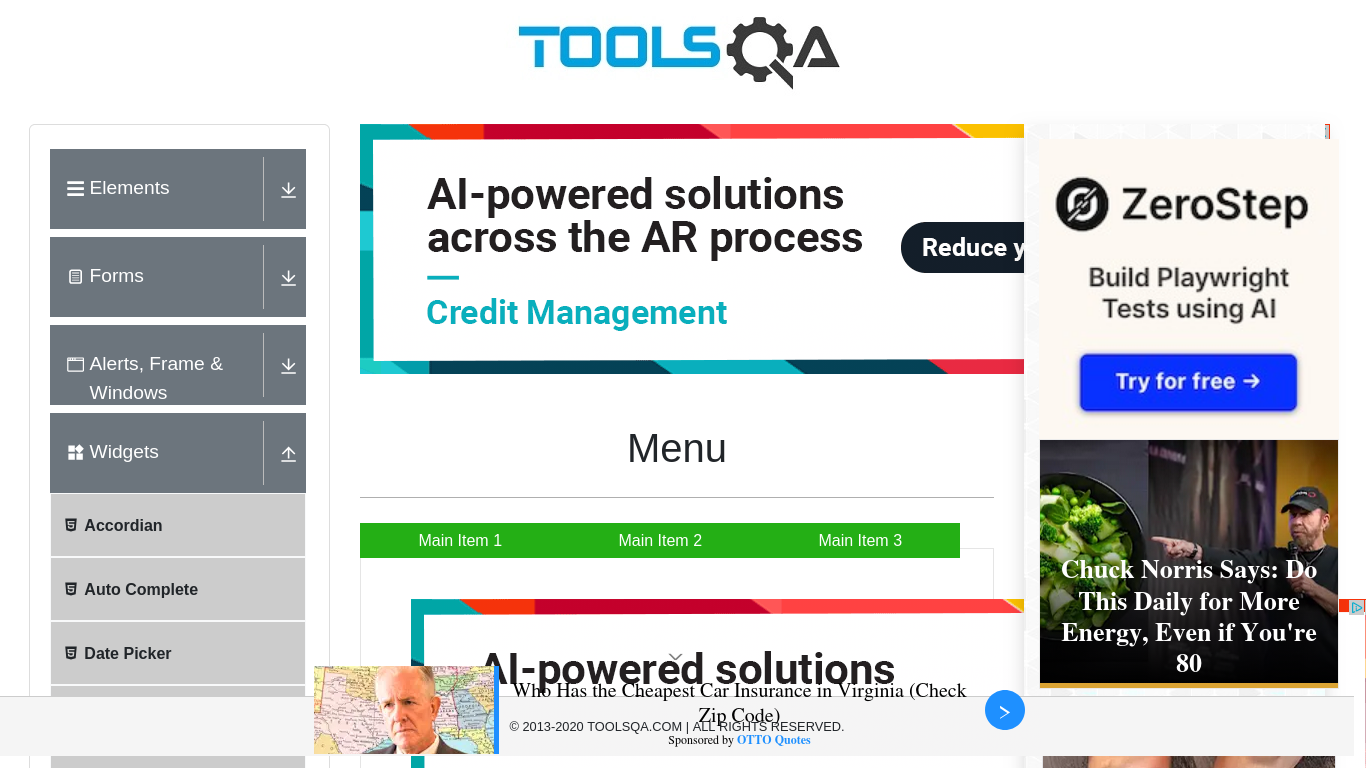 TOOLSQA
Elements
Forms
Alerts, Frame &
Windows
Widgets
Accordian
Auto Complete
Date Picker
AI-powered solutions
across the AR process
Credit Management
Reduce y
Menu
Main Item 1
Main Item 2
Main Item 3
AI-powered solutions
Who Has the Cheapest Car Insurance in Virginia (Check
Zip Code)
© 2013-2020 TOOLSQA.COM | ALL RIGHTS RESERVED.
Sponsored by OTTO Quotes
ZeroStep
Build Playwright
Tests using AI
Try for free →
Chuck Norris Says: Do
This Daily for More
Energy, Even if You're
80